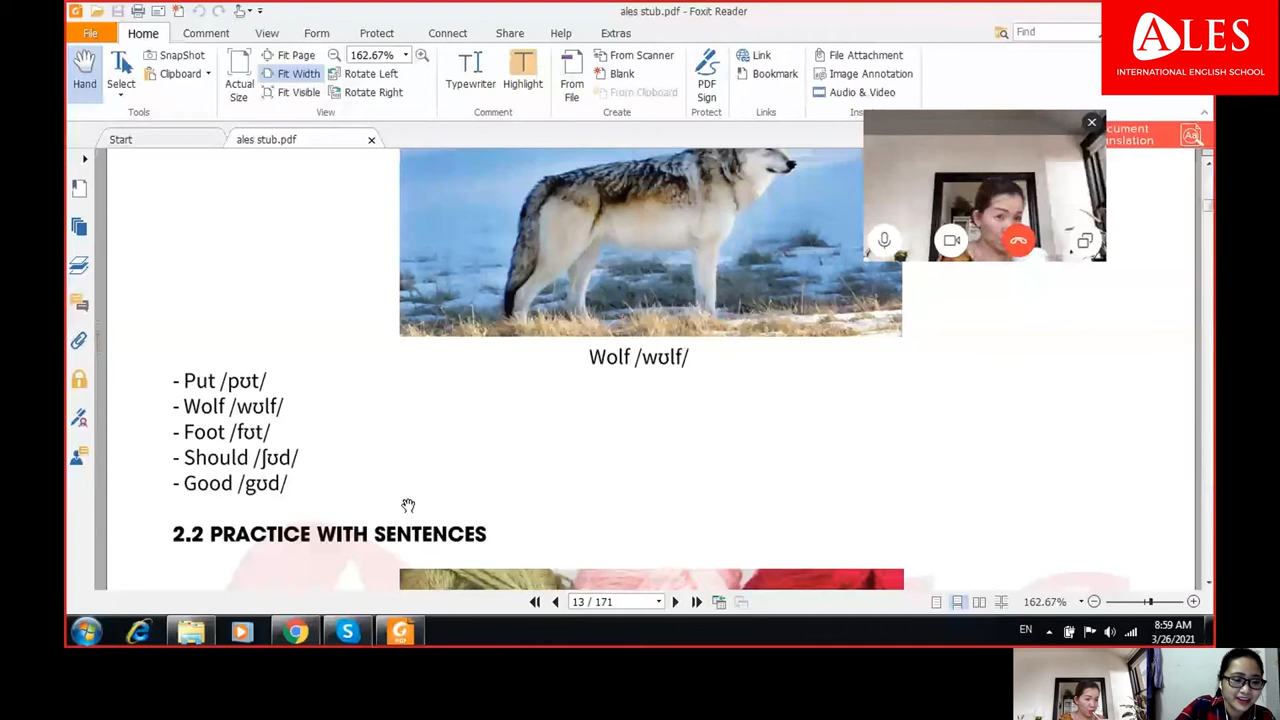 ales stub.pdf - Foxit Reader
File Home Comment View Form Protect Connect Share Help Extras
Find
ALES
INTERNATIONAL ENGLISH SCHOOL
Hand
Select
SnapShot
Clipboard
Tools
Actual Size
Fit Page
Fit Width
Fit Visible
162.67%
Rotate Left
Rotate Right
View
Typewriter
Highlight
Comment
From File
From Scanner
Blank
From Clipboard
Create
PDF Sign
Protect
Link
Bookmark
Links
File Attachment
Image Annotation
Audio & Video
Start
ales stub.pdf
Wolf /wʊlf/
- Put /pʊt/
- Wolf /wʊlf/
- Foot /fʊt/
- Should /ʃʊd/
- Good /gʊd/
2.2 PRACTICE WITH SENTENCES
13 / 171
162.67%
EN
8:59 AM
3/26/2021